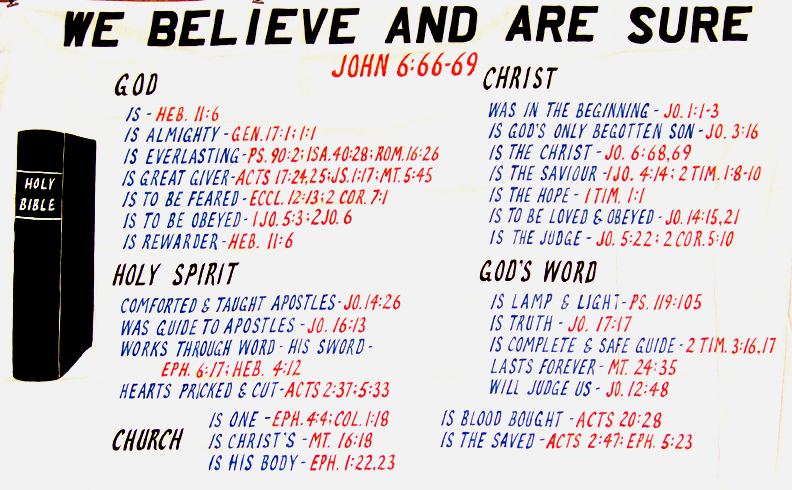 WE BELIEVE AND ARE SURE
JOHN 6:66-69
HOLY
BIBLE
GOD
IS - HEB. 11:6
IS ALMIGHTY - GEN. 17:1; 1:1
IS EVERLASTING - PS. 90:2; ISA. 40:28; ROM. 16:26
IS GREAT GIVER - ACTS 17:24,25; JS. 1:17; MT. 5:45
IS TO BE FEARED - ECCL. 12:13; 2 COR. 7:1
IS TO BE OBEYED - 1 JO. 5:3; 2 JO. 6
IS REWARDER - HEB. 11:6
CHRIST
WAS IN THE BEGINNING - JO. 1:1-3
IS GOD'S ONLY BEGOTTEN SON - JO. 3:16
IS THE CHRIST - JO. 6:68,69
IS THE SAVIOUR - 1 JO. 4:14; 2 TIM. 1:8-10
IS THE HOPE - 1 TIM. 1:1
IS TO BE LOVED & OBEYED - JO. 14:15,21
IS THE JUDGE - JO. 5:22; 2 COR. 5:10
HOLY SPIRIT
COMFORTED & TAUGHT APOSTLES - JO. 14:26
WAS GUIDE TO APOSTLES - JO. 16:13
WORKS THROUGH WORD - HIS SWORD -
EPH. 6:17; HEB. 4:12
HEARTS PRICKED & CUT - ACTS 2:37; 5:33
GOD'S WORD
IS LAMP & LIGHT - PS. 119:105
IS TRUTH - JO. 17:17
IS COMPLETE & SAFE GUIDE - 2 TIM. 3:16,17
LASTS FOREVER - MT. 24:35
WILL JUDGE US - JO. 12:48
CHURCH
IS ONE - EPH. 4:4; COL. 1:18
IS CHRIST'S - MT. 16:18
IS HIS BODY - EPH. 1:22,23
IS BLOOD BOUGHT - ACTS 20:28
IS THE SAVED - ACTS 2:47; EPH. 5:23